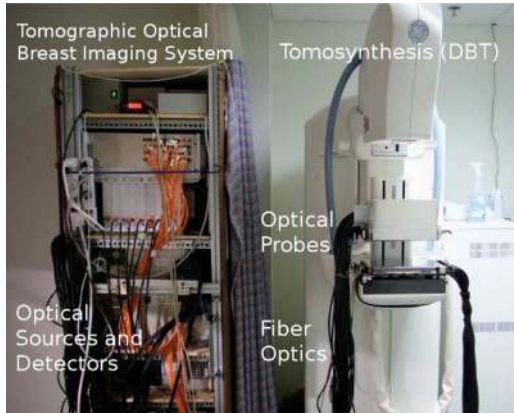 Tomographic Optical
Breast Imaging System
Tomosynthesis (DBT)
Optical
Probes
Optical
Sources and
Detectors
Fiber
Optics